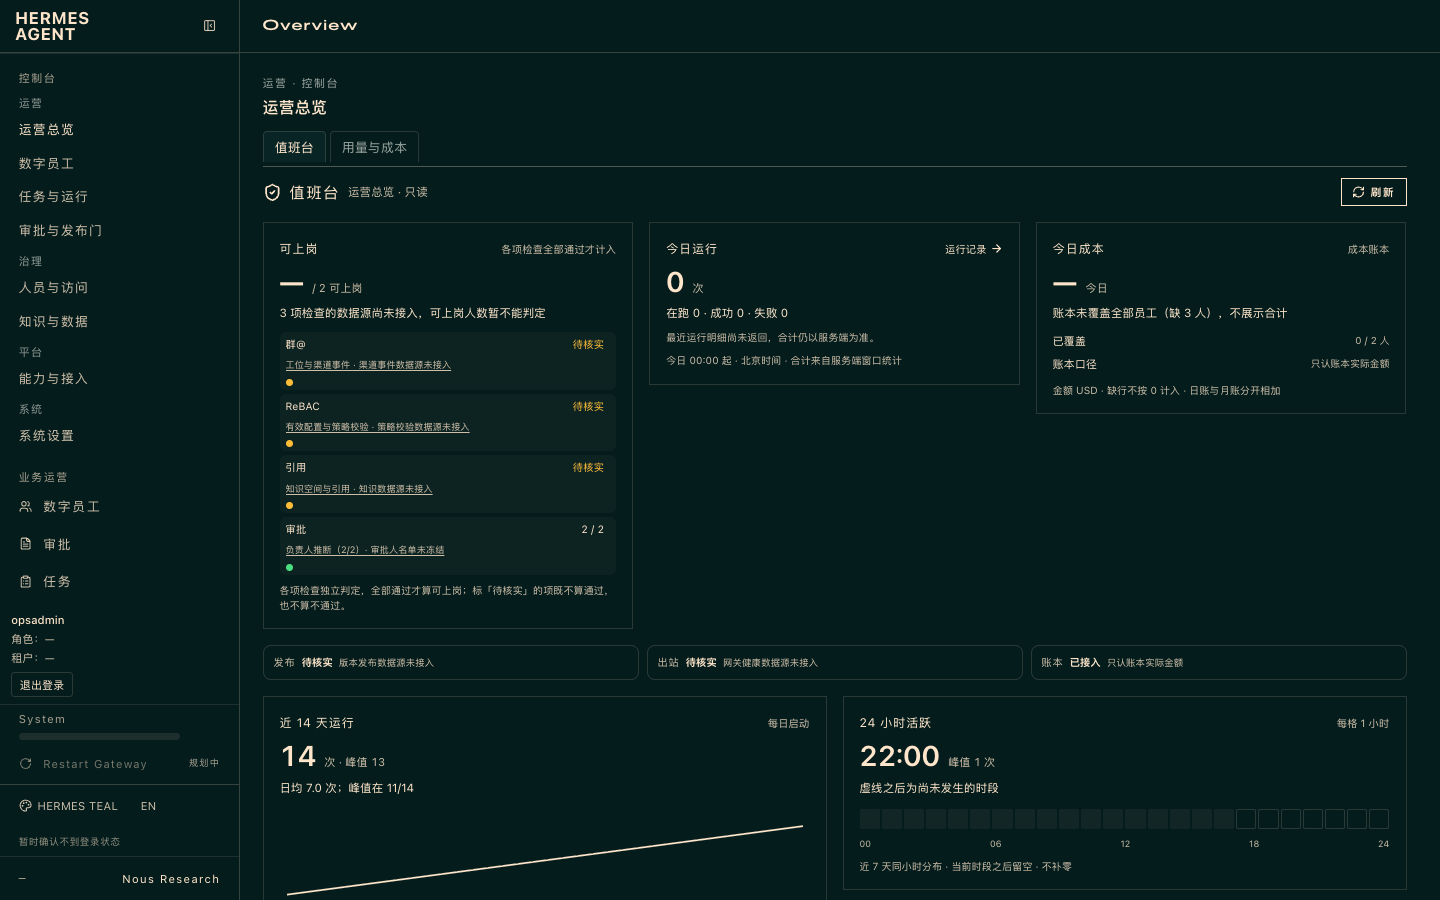 HERMES
AGENT
Overview
控制台
运营
运营总览
数字员工
任务与运行
审批与发布门
治理
人员与访问
知识与数据
平台
能力与接入
系统
系统设置
业务运营
数字员工
审批
任务
opsadmin
角色: —
租户: —
退出登录
System
Restart Gateway 规划中
HERMES TEAL EN
暂时确认不到登录状态
— Nous Research
运营 · 控制台
运营总览
值班台 用量与成本
值班台 运营总览 · 只读
刷新
可上岗 各项检查全部通过才计入
— / 2 可上岗
3 项检查的数据源尚未接入，可上岗人数暂不能判定
群@ 待核实
工位与渠道事件 · 渠道事件数据源未接入
ReBAC 待核实
有效配置与策略校验 · 策略校验数据源未接入
引用 待核实
知识空间与引用 · 知识数据源未接入
审批 2 / 2
负责人推断（2/2）· 审批人名单未冻结
各项检查独立判定，全部通过才算可上岗；标「待核实」的项既不算通过，
也不算不通过。
今日运行 运行记录 →
0 次
在跑 0 · 成功 0 · 失败 0
最近运行明细尚未返回，合计仍以服务端为准。
今日 00:00 起 · 北京时间 · 合计来自服务端窗口统计
今日成本 成本账本
— 今日
账本未覆盖全部员工（缺 3 人），不展示合计
已覆盖 0 / 2 人
账本口径 只认账本实际金额
金额 USD · 缺行不按 0 计入 · 日账与月账分开相加
发布 待核实 版本发布数据源未接入
出站 待核实 网关健康数据源未接入
账本 已接入 只认账本实际金额
近 14 天运行 每日启动
14 次 · 峰值 13
日均 7.0 次；峰值在 11/14
24 小时活跃 每格 1 小时
22:00 峰值 1 次
虚线之后为尚未发生的时段
00 06 12 18 24
近 7 天同小时分布 · 当前时段之后留空 · 不补零